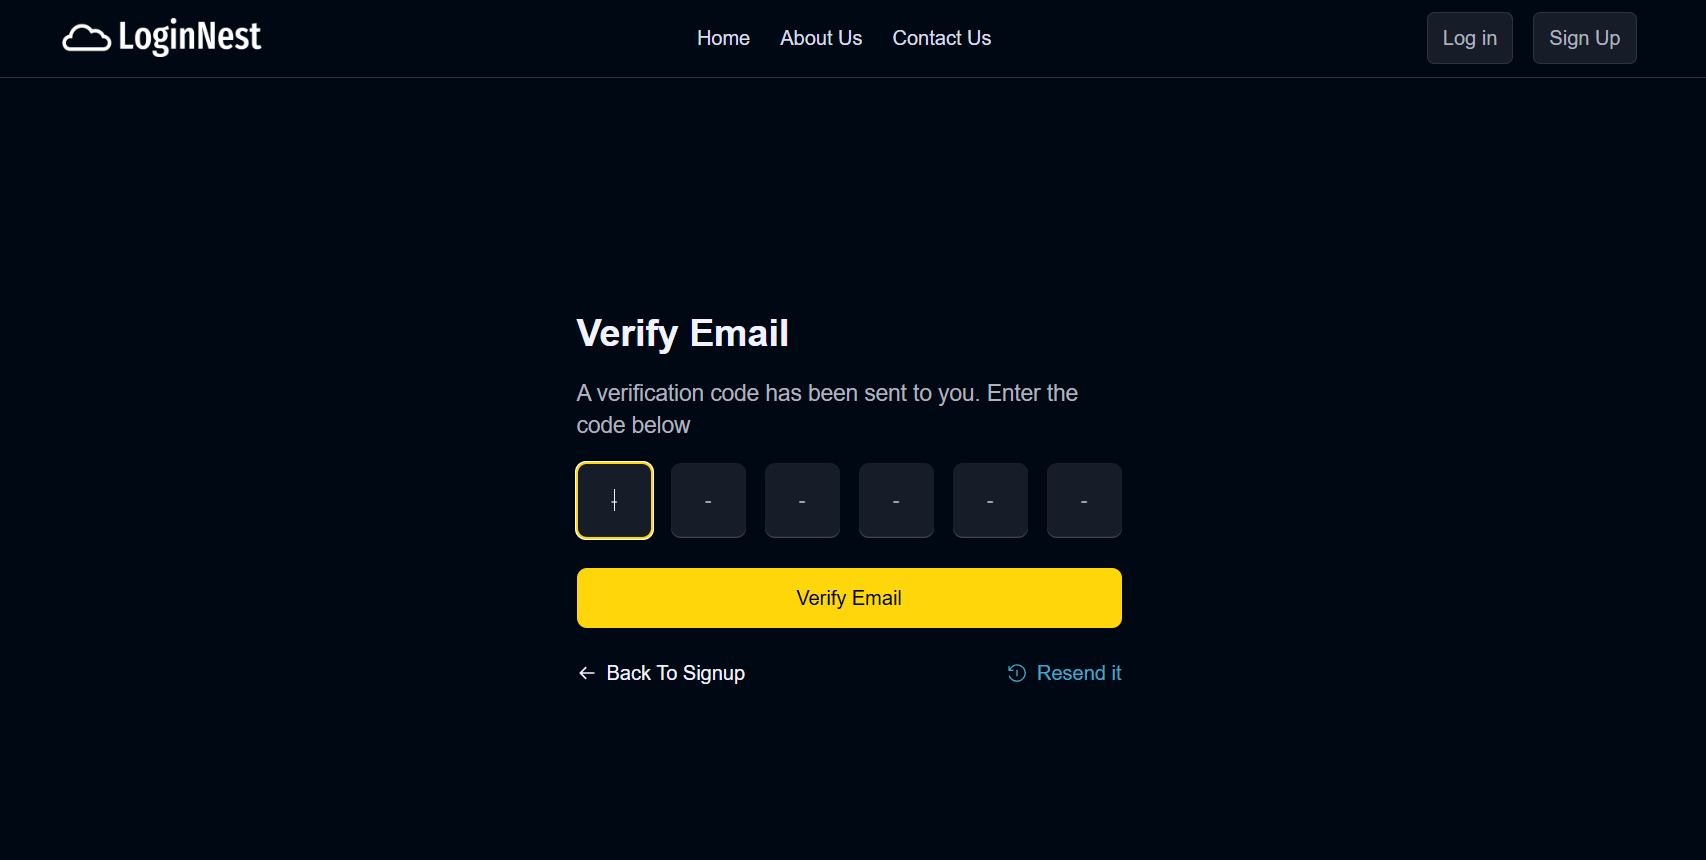 LoginNest
Home About Us Contact Us
Log in Sign Up
Verify Email
A verification code has been sent to you. Enter the
code below
- - - - - -
Verify Email
Back To Signup
Resend it